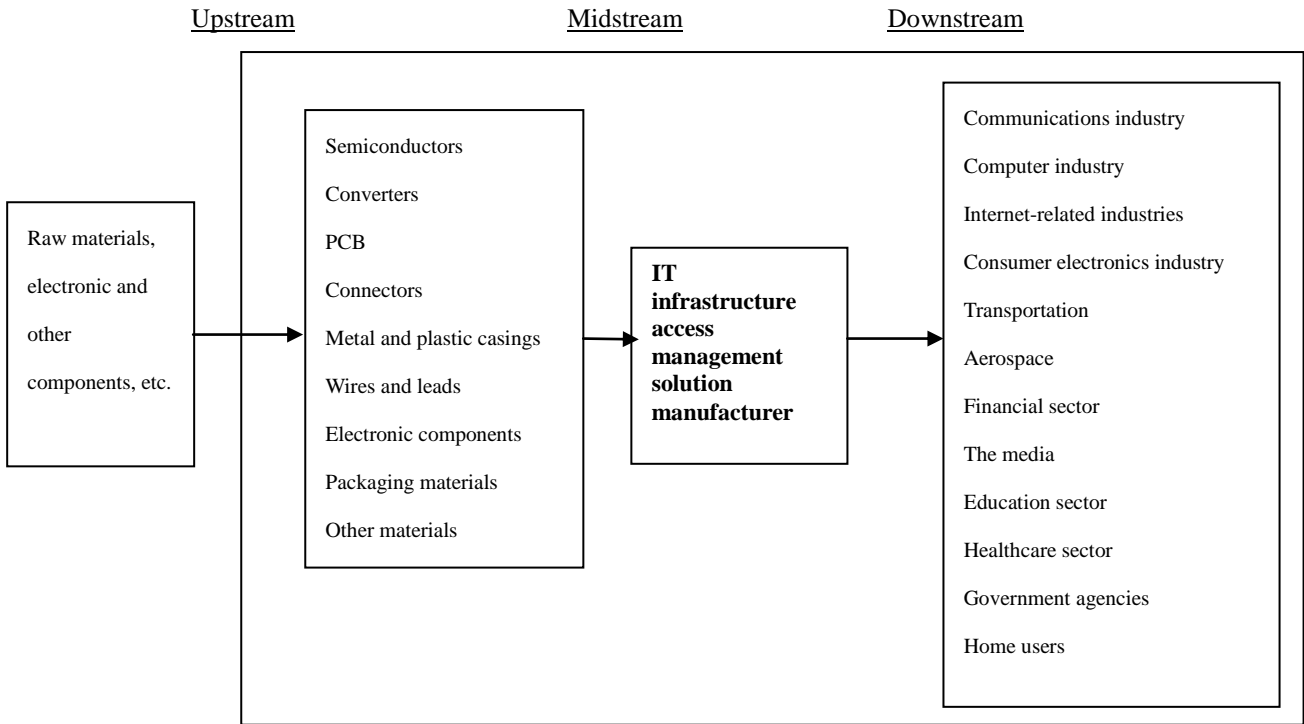 Upstream
Midstream
Downstream
Raw materials,
electronic and
other
components, etc.
Semiconductors
Converters
PCB
Connectors
Metal and plastic casings
Wires and leads
Electronic components
Packaging materials
Other materials
IT
infrastructure
access
management
solution
manufacturer
Communications industry
Computer industry
Internet-related industries
Consumer electronics industry
Transportation
Aerospace
Financial sector
The media
Education sector
Healthcare sector
Government agencies
Home users